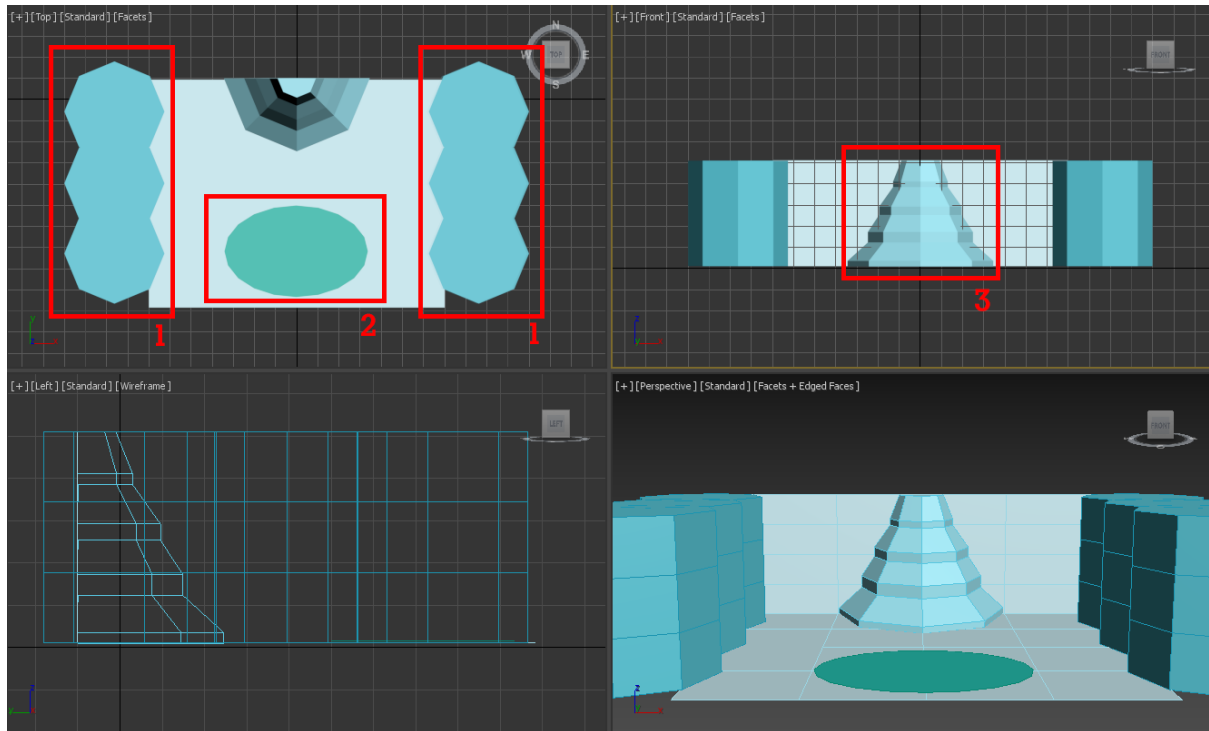 [+] [Top] [Standard] [Facets]
N
W
TOP
E
S
1
2
1
y
z
x
[+] [Front] [Standard] [Facets]
FRONT
3
z
y
x
[+] [Left] [Standard] [Wireframe]
LEFT
z
y
x
[+] [Perspective] [Standard] [Facets + Edged Faces]
FRONT
z
y
x